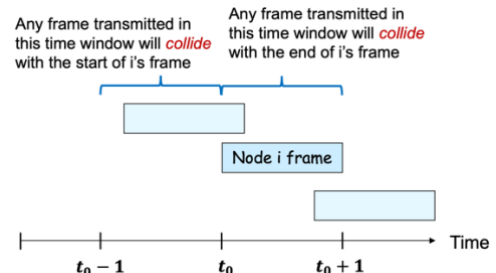 Any frame transmitted in
this time window will collide
with the start of i's frame
Any frame transmitted in
this time window will collide
with the end of i's frame
Node i frame
Time
t₀ − 1
t₀
t₀ + 1